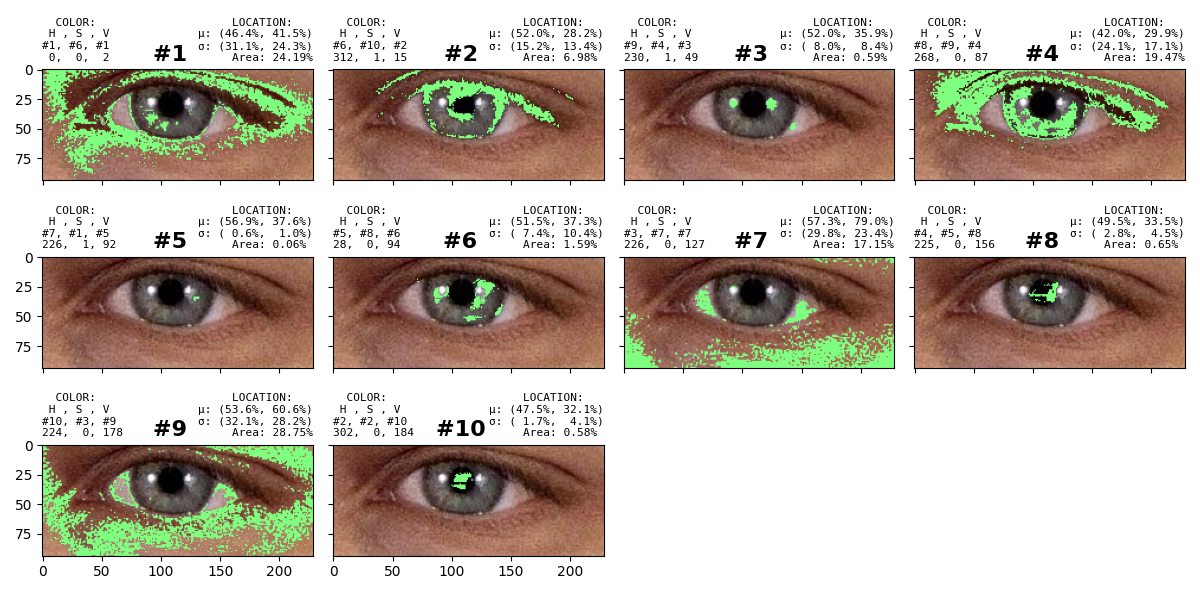 COLOR: LOCATION:
H , S , V μ: (46.4%, 41.5%)
#1, #6, #1 #1 σ: (31.1%, 24.3%)
0, 0, 2 Area: 24.19%
COLOR: LOCATION:
H , S , V μ: (52.0%, 28.2%)
#6, #10, #2 #2 σ: (15.2%, 13.4%)
312, 1, 15 Area: 6.98%
COLOR: LOCATION:
H , S , V μ: (52.0%, 35.9%)
#9, #4, #3 #3 σ: ( 8.0%, 8.4%)
230, 1, 49 Area: 0.59%
COLOR: LOCATION:
H , S , V μ: (42.0%, 29.9%)
#8, #9, #4 #4 σ: (24.1%, 17.1%)
268, 0, 87 Area: 19.47%
0
25
50
75
COLOR: LOCATION:
H , S , V μ: (56.9%, 37.6%)
#7, #1, #5 #5 σ: ( 0.6%, 1.0%)
226, 1, 92 Area: 0.06%
COLOR: LOCATION:
H , S , V μ: (51.5%, 37.3%)
#5, #8, #6 #6 σ: ( 7.4%, 10.4%)
28, 0, 94 Area: 1.59%
COLOR: LOCATION:
H , S , V μ: (57.3%, 79.0%)
#3, #7, #7 #7 σ: (29.8%, 23.4%)
226, 0, 127 Area: 17.15%
COLOR: LOCATION:
H , S , V μ: (49.5%, 33.5%)
#4, #5, #8 #8 σ: ( 2.8%, 4.5%)
225, 0, 156 Area: 0.65%
0
25
50
75
COLOR: LOCATION:
H , S , V μ: (53.6%, 60.6%)
#10, #3, #9 #9 σ: (32.1%, 28.2%)
224, 0, 178 Area: 28.75%
COLOR: LOCATION:
H , S , V μ: (47.5%, 32.1%)
#2, #2, #10 #10 σ: ( 1.7%, 4.1%)
302, 0, 184 Area: 0.58%
0
25
50
75
0 50 100 150 200
0 50 100 150 200